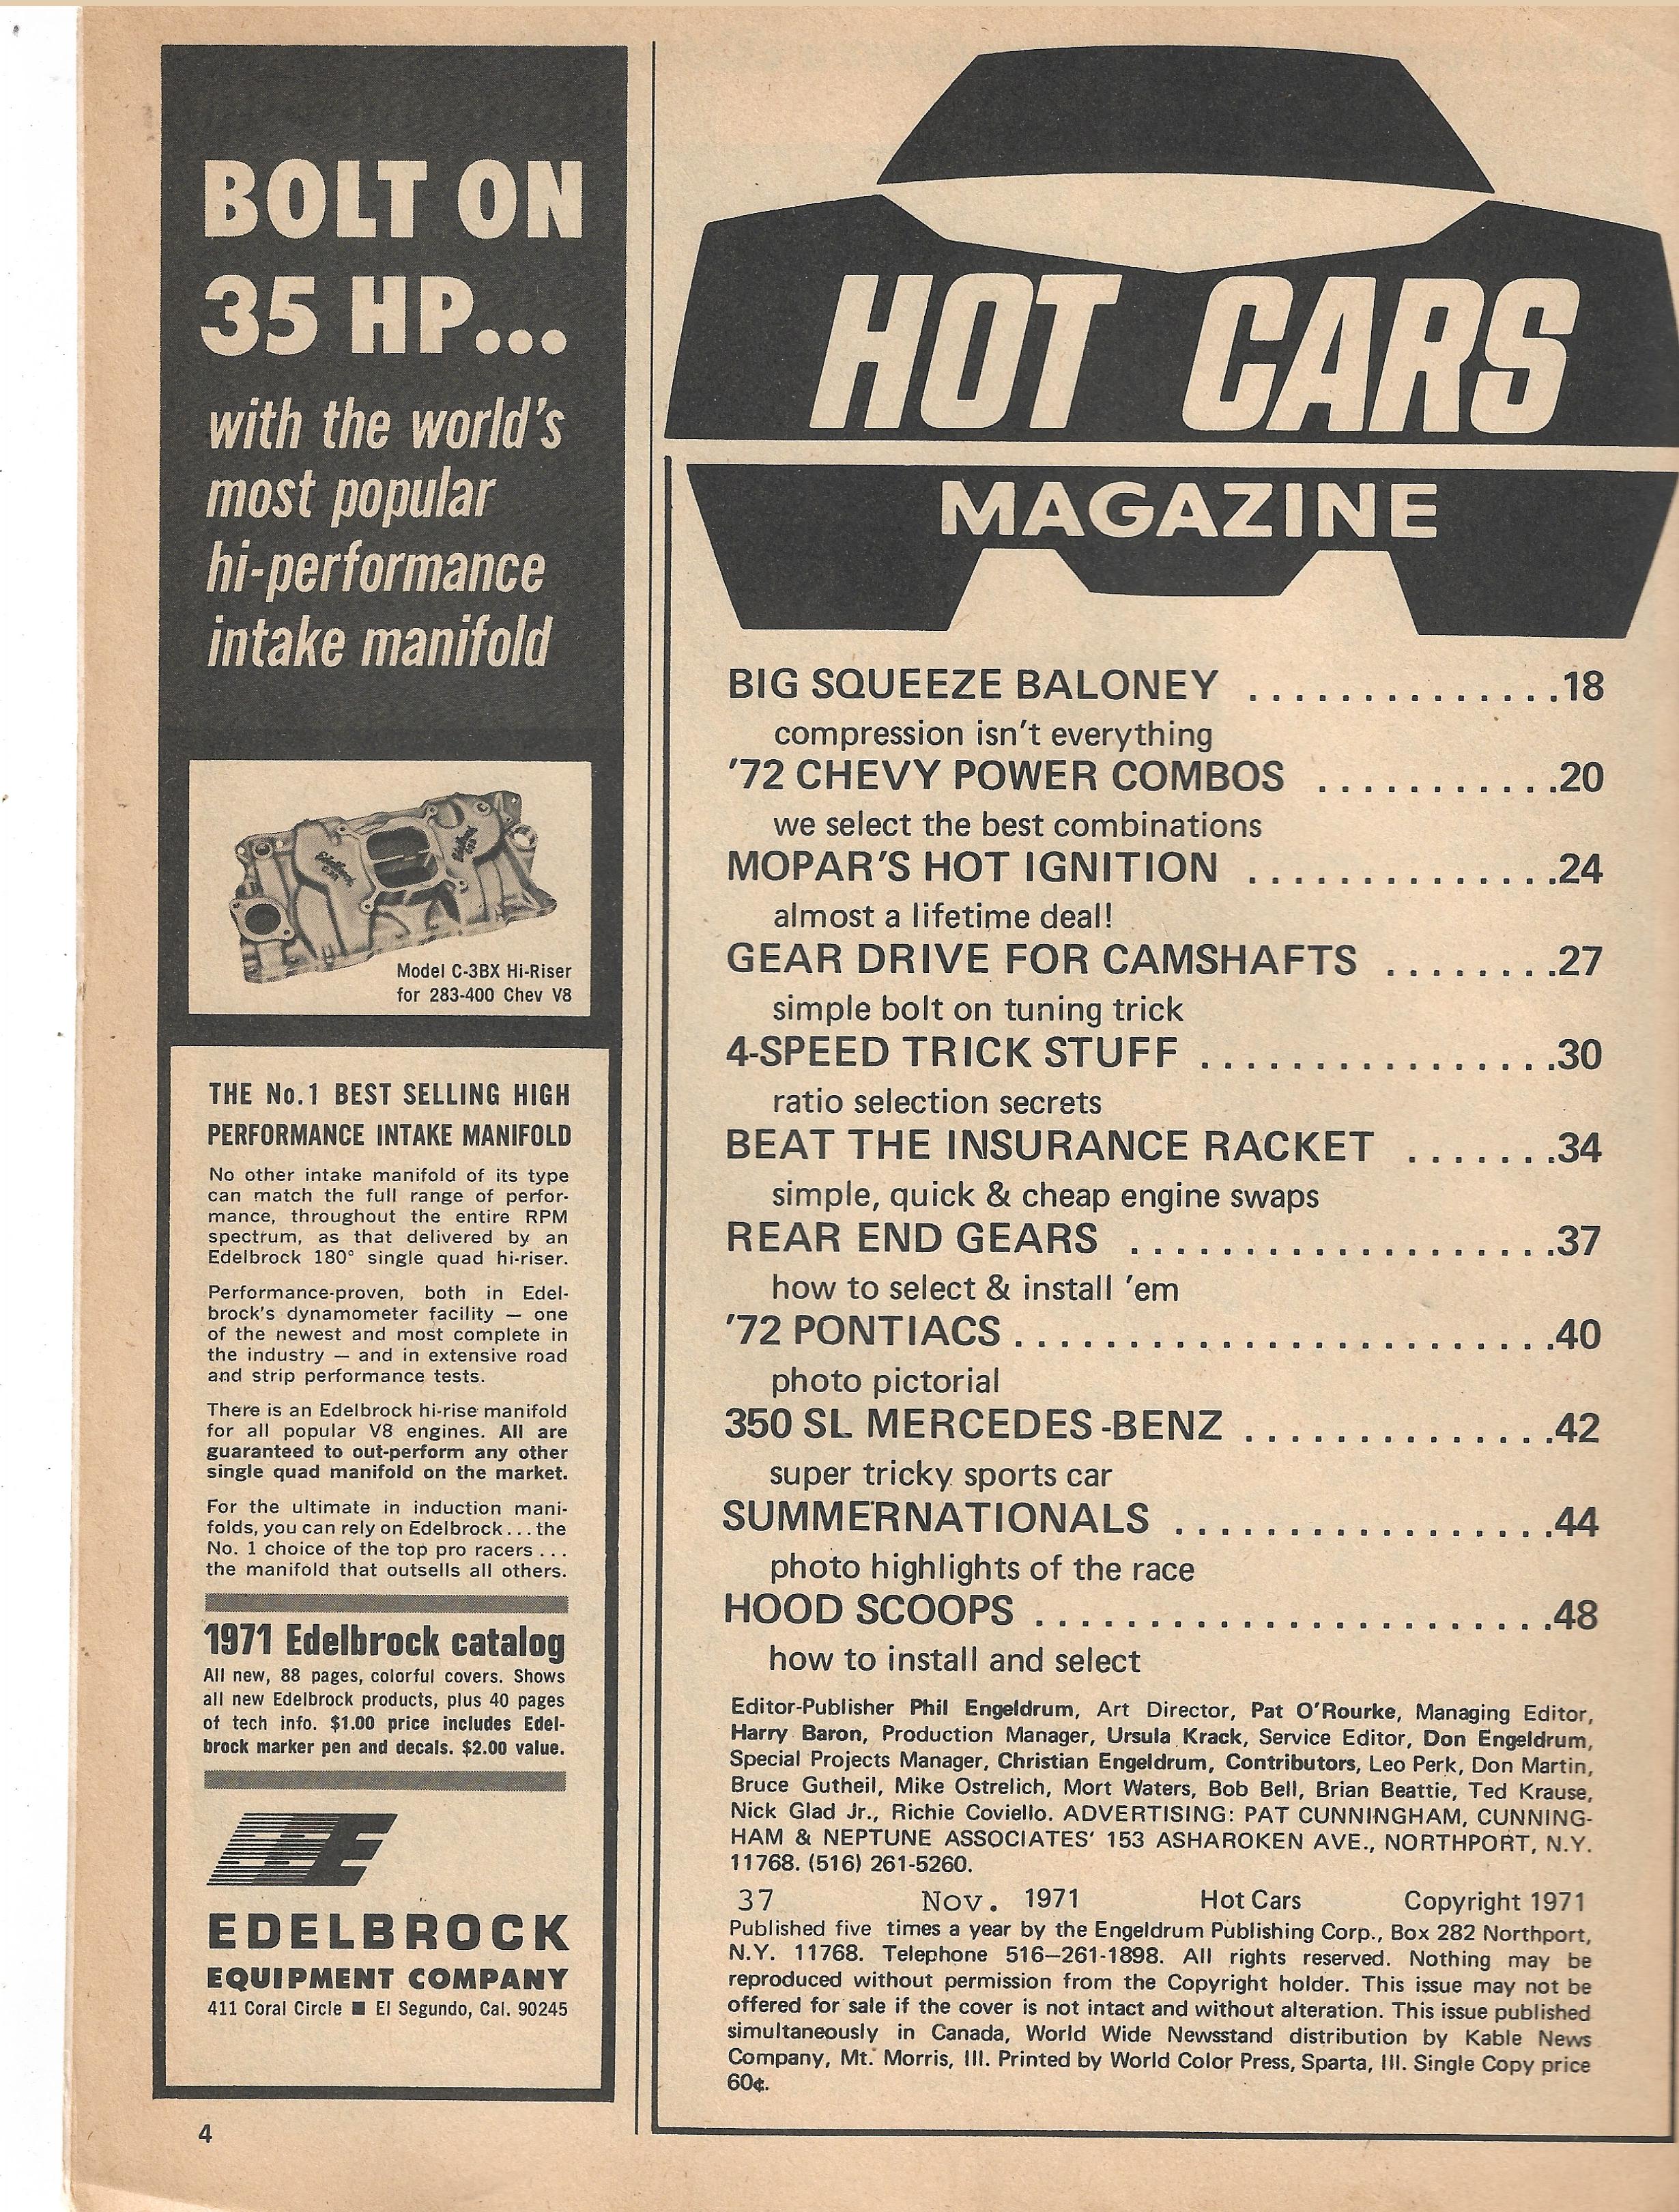 BOLT ON
35 HP...
with the world's
most popular
hi-performance
intake manifold
Edelbrock
Edelbrock
Model C-3BX Hi-Riser
for 283-400 Chev V8
THE No.1 BEST SELLING HIGH
PERFORMANCE INTAKE MANIFOLD
No other intake manifold of its type
can match the full range of perfor-
mance, throughout the entire RPM
spectrum, as that delivered by an
Edelbrock 180° single quad hi-riser.
Performance-proven, both in Edel-
brock's dynamometer facility — one
of the newest and most complete in
the industry — and in extensive road
and strip performance tests.
There is an Edelbrock hi-rise manifold
for all popular V8 engines. All are
guaranteed to out-perform any other
single quad manifold on the market.
For the ultimate in induction mani-
folds, you can rely on Edelbrock...the
No. 1 choice of the top pro racers...
the manifold that outsells all others.
1971 Edelbrock catalog
All new, 88 pages, colorful covers. Shows
all new Edelbrock products, plus 40 pages
of tech info. $1.00 price includes Edel-
brock marker pen and decals. $2.00 value.
EDELBROCK
EQUIPMENT COMPANY
411 Coral Circle ■ El Segundo, Cal. 90245
4
HOT CARS
MAGAZINE
BIG SQUEEZE BALONEY ..............18
compression isn't everything
'72 CHEVY POWER COMBOS ...........20
we select the best combinations
MOPAR'S HOT IGNITION ..............24
almost a lifetime deal!
GEAR DRIVE FOR CAMSHAFTS ........27
simple bolt on tuning trick
4-SPEED TRICK STUFF ................30
ratio selection secrets
BEAT THE INSURANCE RACKET .......34
simple, quick & cheap engine swaps
REAR END GEARS ...................37
how to select & install 'em
'72 PONTIACS........................40
photo pictorial
350 SL MERCEDES-BENZ ..............42
super tricky sports car
SUMMERNATIONALS .................44
photo highlights of the race
HOOD SCOOPS .......................48
how to install and select
Editor-Publisher Phil Engeldrum, Art Director, Pat O'Rourke, Managing Editor,
Harry Baron, Production Manager, Ursula Krack, Service Editor, Don Engeldrum,
Special Projects Manager, Christian Engeldrum, Contributors, Leo Perk, Don Martin,
Bruce Gutheil, Mike Ostrelich, Mort Waters, Bob Bell, Brian Beattie, Ted Krause,
Nick Glad Jr., Richie Coviello. ADVERTISING: PAT CUNNINGHAM, CUNNING-
HAM & NEPTUNE ASSOCIATES' 153 ASHAROKEN AVE., NORTHPORT, N.Y.
11768. (516) 261-5260.
37 Nov. 1971 Hot Cars Copyright 1971
Published five times a year by the Engeldrum Publishing Corp., Box 282 Northport,
N.Y. 11768. Telephone 516—261-1898. All rights reserved. Nothing may be
reproduced without permission from the Copyright holder. This issue may not be
offered for sale if the cover is not intact and without alteration. This issue published
simultaneously in Canada, World Wide Newsstand distribution by Kable News
Company, Mt. Morris, Ill. Printed by World Color Press, Sparta, Ill. Single Copy price
60¢.